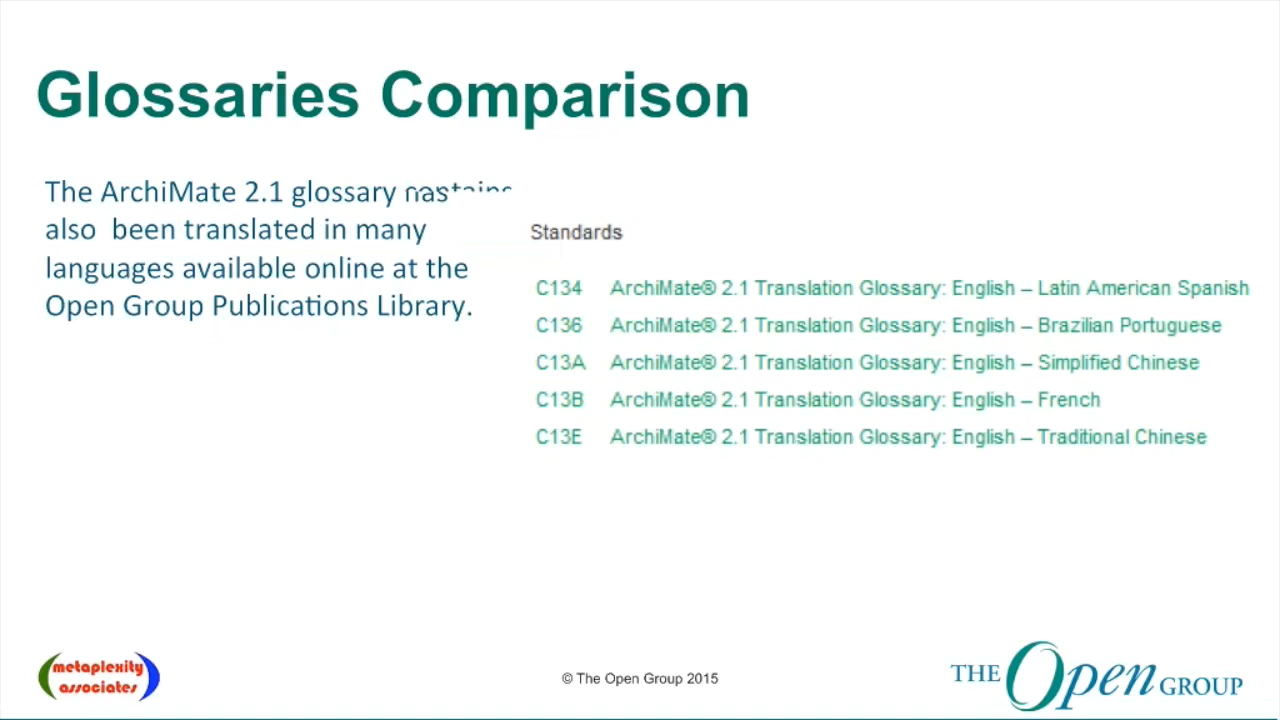 Glossaries Comparison
The ArchiMate 2.1 glossary has
also been translated in many
languages available online at the
Open Group Publications Library.
Standards
C134 ArchiMate® 2.1 Translation Glossary: English – Latin American Spanish
C136 ArchiMate® 2.1 Translation Glossary: English – Brazilian Portuguese
C13A ArchiMate® 2.1 Translation Glossary: English – Simplified Chinese
C13B ArchiMate® 2.1 Translation Glossary: English – French
C13E ArchiMate® 2.1 Translation Glossary: English – Traditional Chinese
metaplexity
associates
© The Open Group 2015
THE Open GROUP